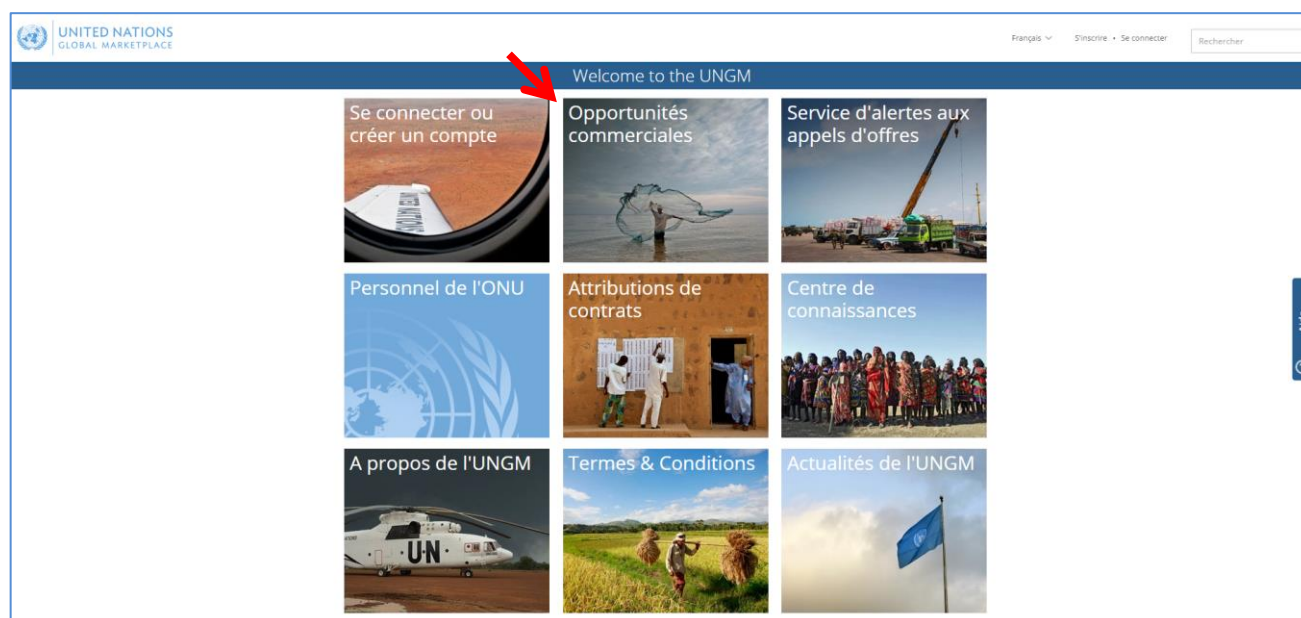 UNITED NATIONS
GLOBAL MARKETPLACE
Français
S'inscrire • Se connecter
Rechercher
Welcome to the UNGM
Se connecter ou
créer un compte
Opportunités
commerciales
Service d'alertes aux
appels d'offres
Personnel de l'ONU
Attributions de
contrats
Centre de
connaissances
A propos de l'UNGM
UN
Termes & Conditions
Actualités de l'UNGM